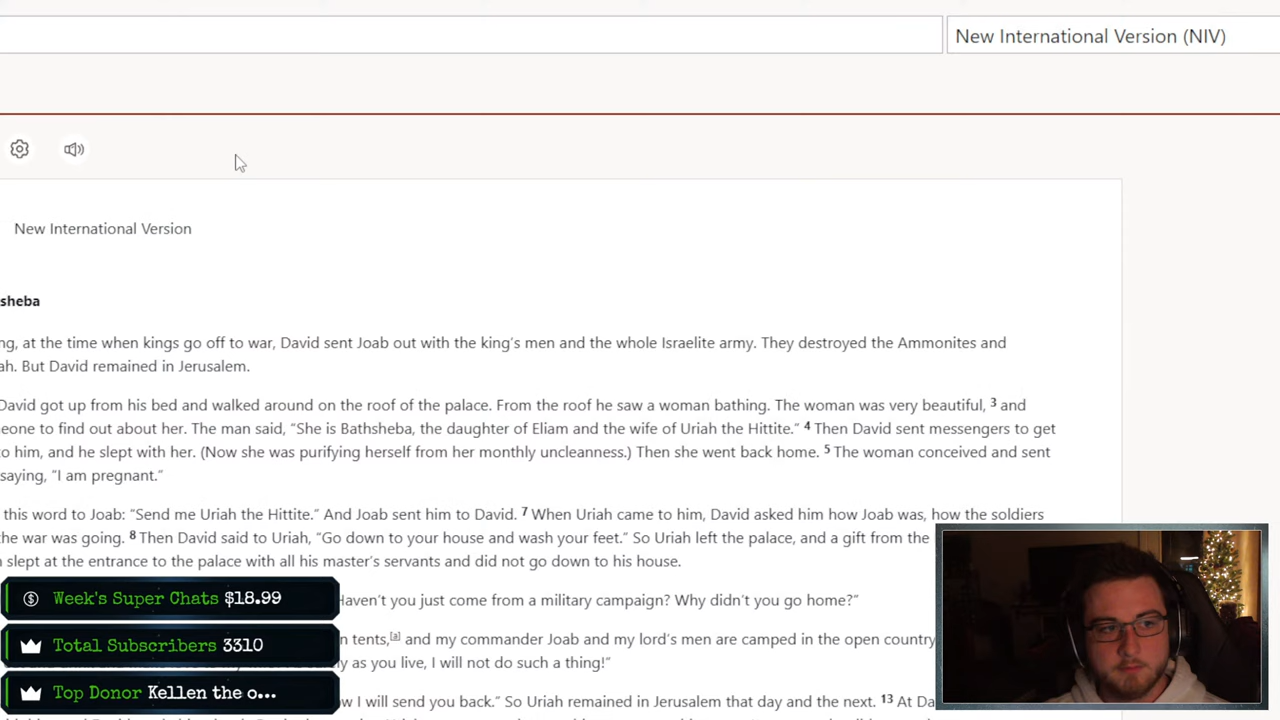 New International Version (NIV)
New International Version
sheba
ng, at the time when kings go off to war, David sent Joab out with the king's men and the whole Israelite army. They destroyed the Ammonites and
ah. But David remained in Jerusalem.
David got up from his bed and walked around on the roof of the palace. From the roof he saw a woman bathing. The woman was very beautiful, 3 and
eone to find out about her. The man said, “She is Bathsheba, the daughter of Eliam and the wife of Uriah the Hittite.” 4 Then David sent messengers to get
to him, and he slept with her. (Now she was purifying herself from her monthly uncleanness.) Then she went back home. 5 The woman conceived and sent
saying, “I am pregnant.”
this word to Joab: “Send me Uriah the Hittite.” And Joab sent him to David. 7 When Uriah came to him, David asked him how Joab was, how the soldiers
he war was going. 8 Then David said to Uriah, “Go down to your house and wash your feet.” So Uriah left the palace, and a gift from the
slept at the entrance to the palace with all his master's servants and did not go down to his house.
Haven't you just come from a military campaign? Why didn't you go home?”
n tents,[a] and my commander Joab and my lord's men are camped in the open country
y as you live, I will not do such a thing!”
w I will send you back.” So Uriah remained in Jerusalem that day and the next. 13 At Da
Week's Super Chats $18.99
Total Subscribers 3310
Top Donor Kellen the o...